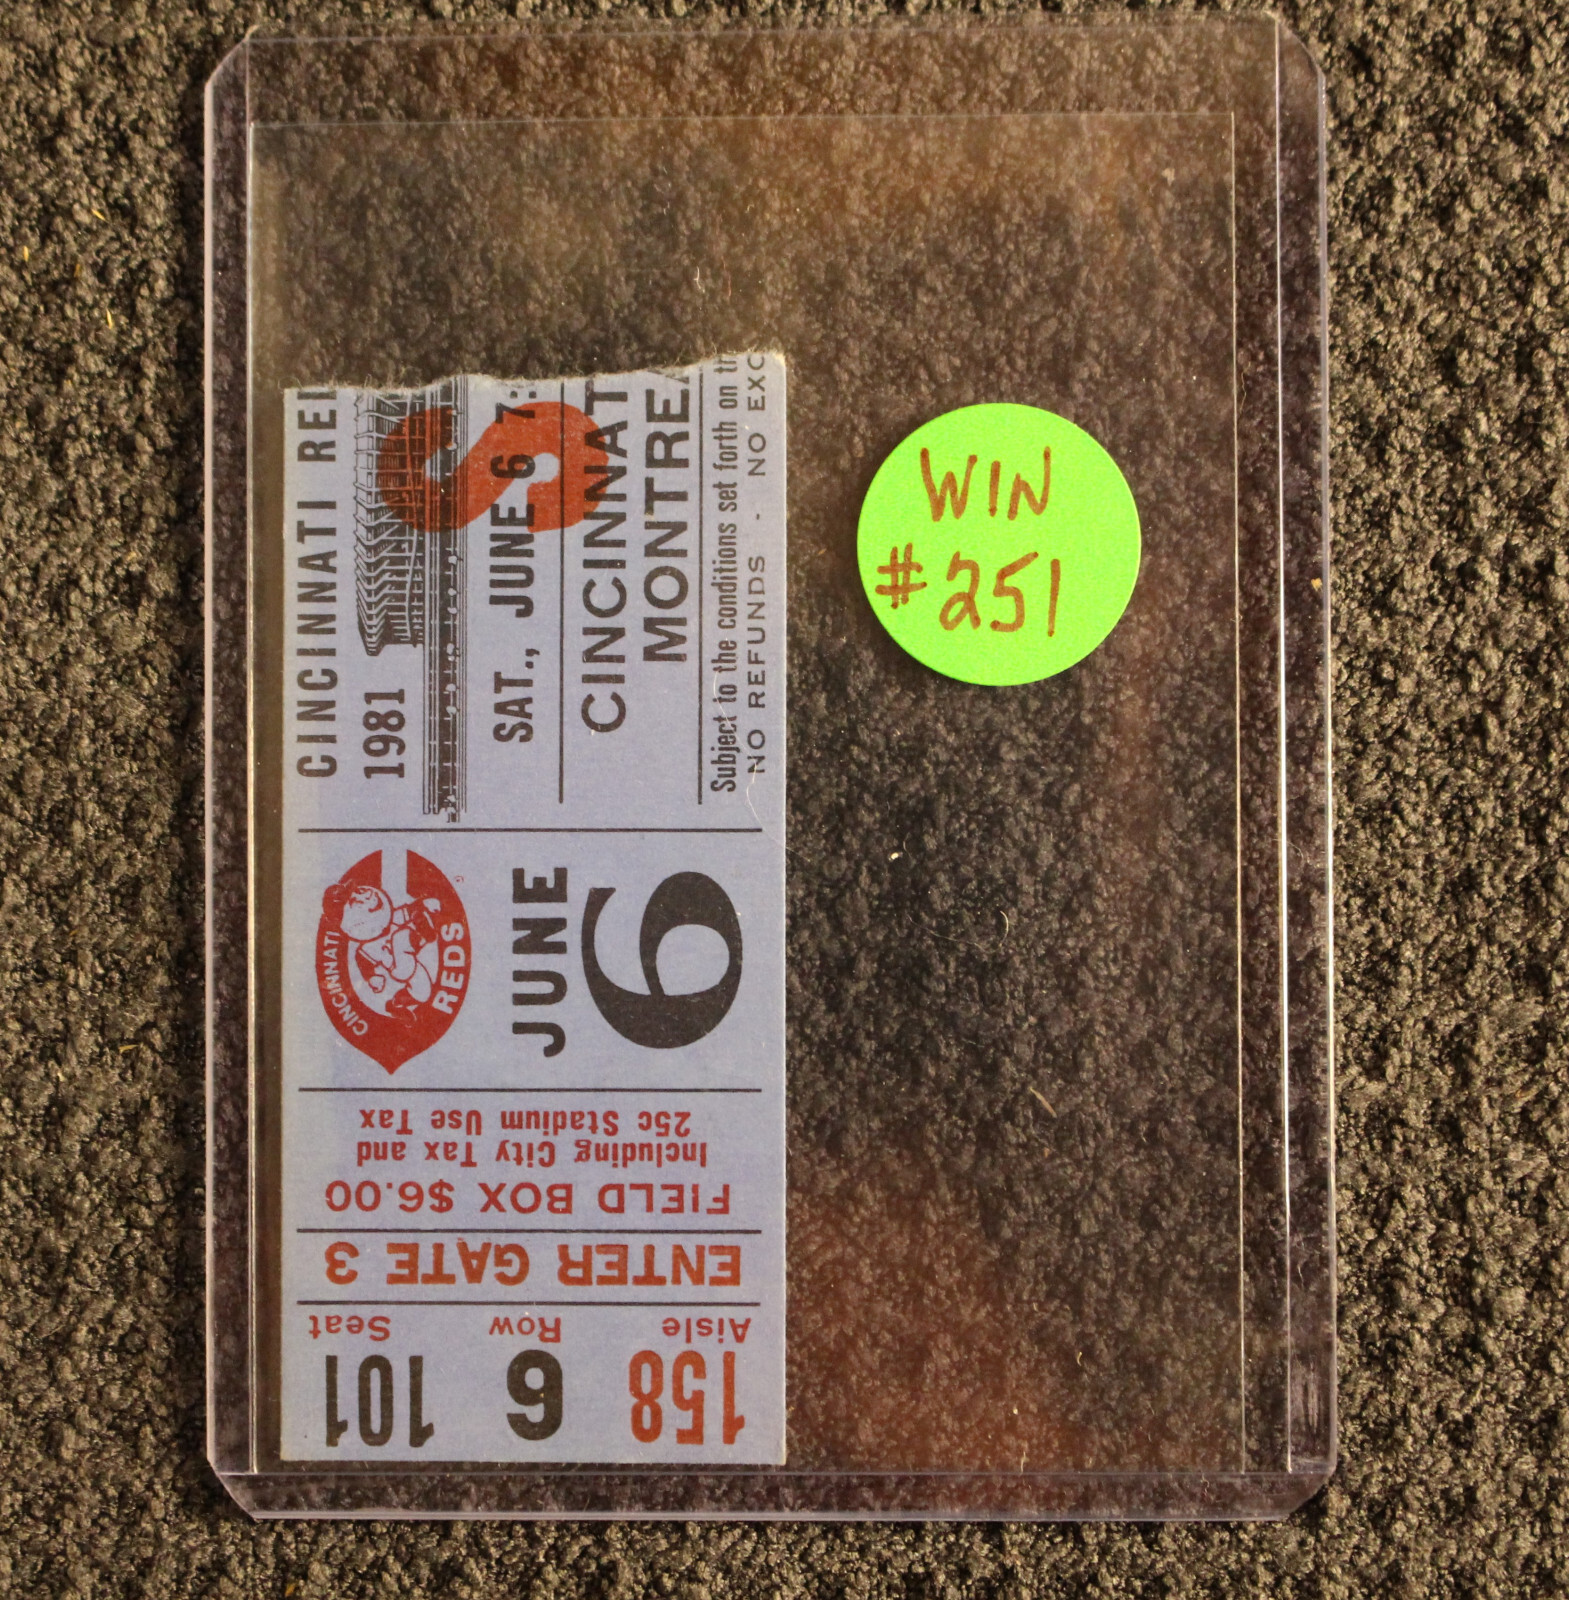 CINCINNATI RE
1981
SAT., JUNE 6 7:
CINCINNAT
MONTREA
Subject to the conditions set forth on th
NO REFUNDS - NO EXC
CINCINNATI
REDS
JUNE
6
FIELD BOX $6.00
Including City Tax and
25c Stadium Use Tax
ENTER GATE 3
Aisle Row Seat
158 6 101
WIN
#251